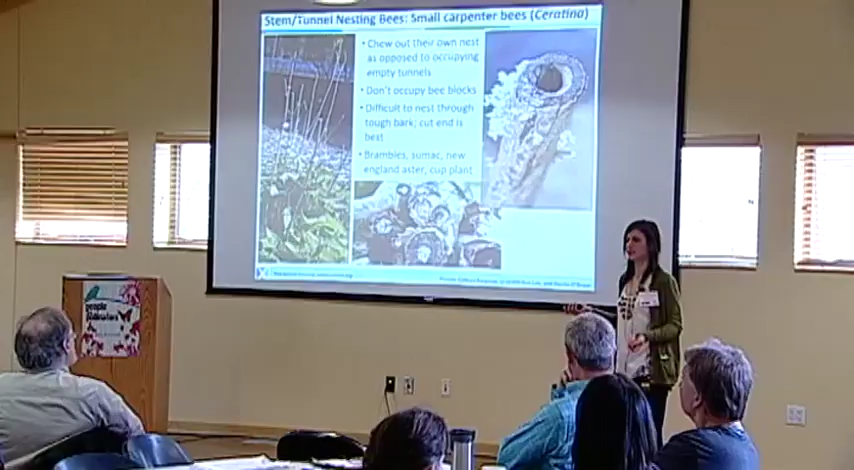 Stem/Tunnel Nesting Bees: Small carpenter bees (Ceratina)
• Chew out their own nest
as opposed to occupying
empty tunnels
• Don't occupy bee blocks
• Difficult to nest through
tough bark; cut end is
best
• Brambles, sumac, new
england aster, cup plant
people
pollinators